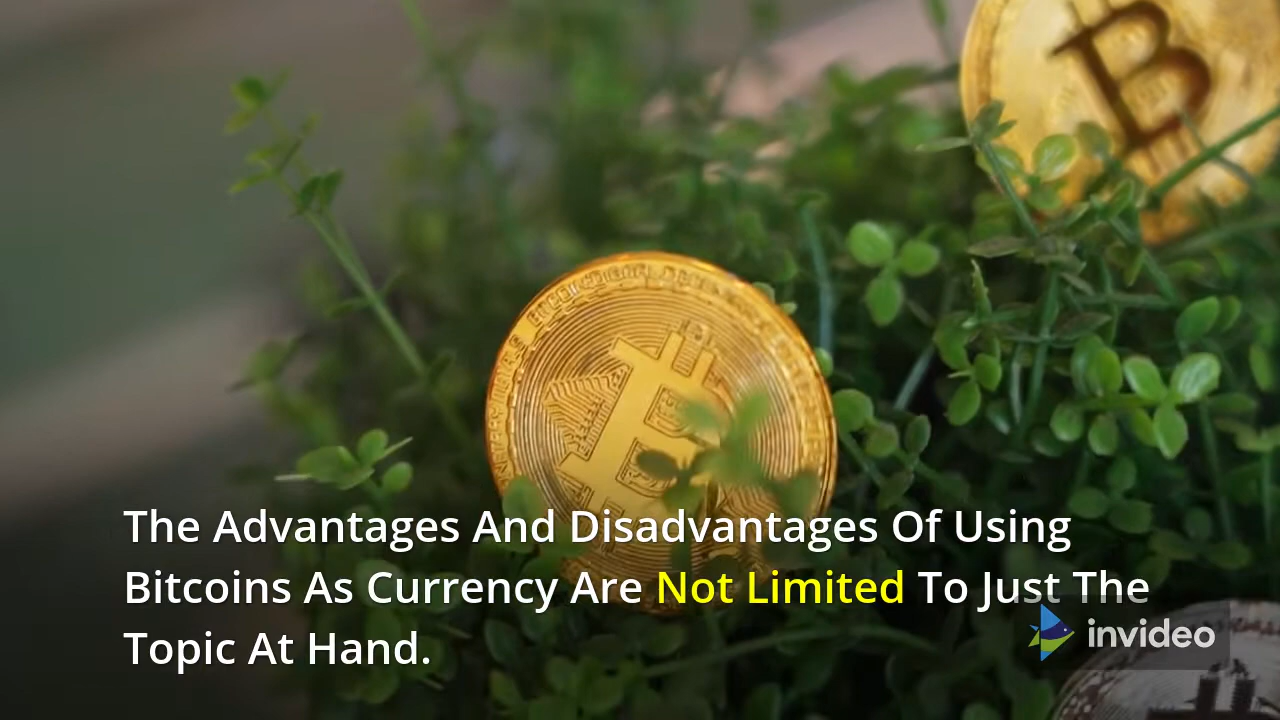 The Advantages And Disadvantages Of Using
Bitcoins As Currency Are Not Limited To Just The
Topic At Hand.
invideo